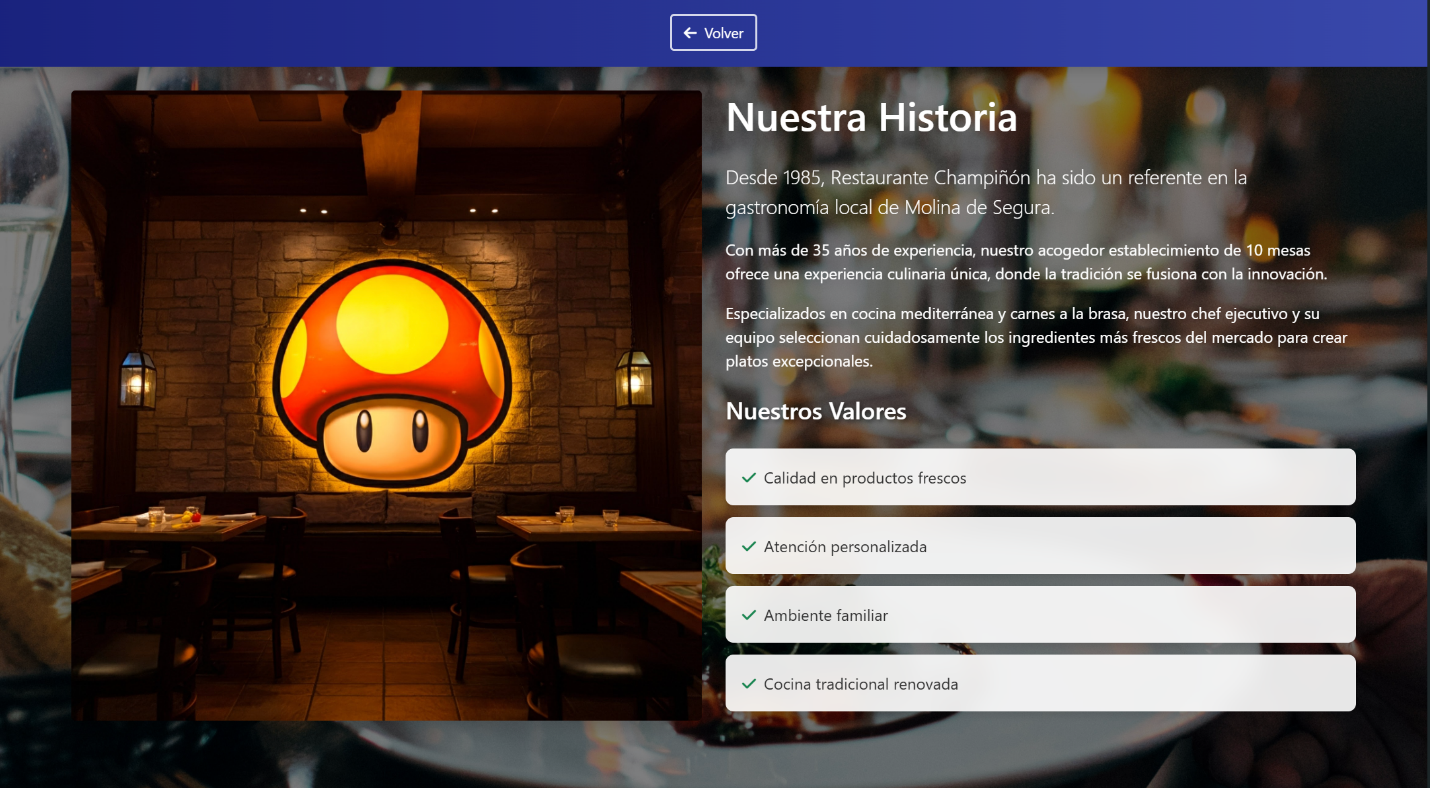 Volver
Nuestra Historia
Desde 1985, Restaurante Champiñón ha sido un referente en la
gastronomía local de Molina de Segura.
Con más de 35 años de experiencia, nuestro acogedor establecimiento de 10 mesas
ofrece una experiencia culinaria única, donde la tradición se fusiona con la innovación.
Especializados en cocina mediterránea y carnes a la brasa, nuestro chef ejecutivo y su
equipo seleccionan cuidadosamente los ingredientes más frescos del mercado para crear
platos excepcionales.
Nuestros Valores
Calidad en productos frescos
Atención personalizada
Ambiente familiar
Cocina tradicional renovada